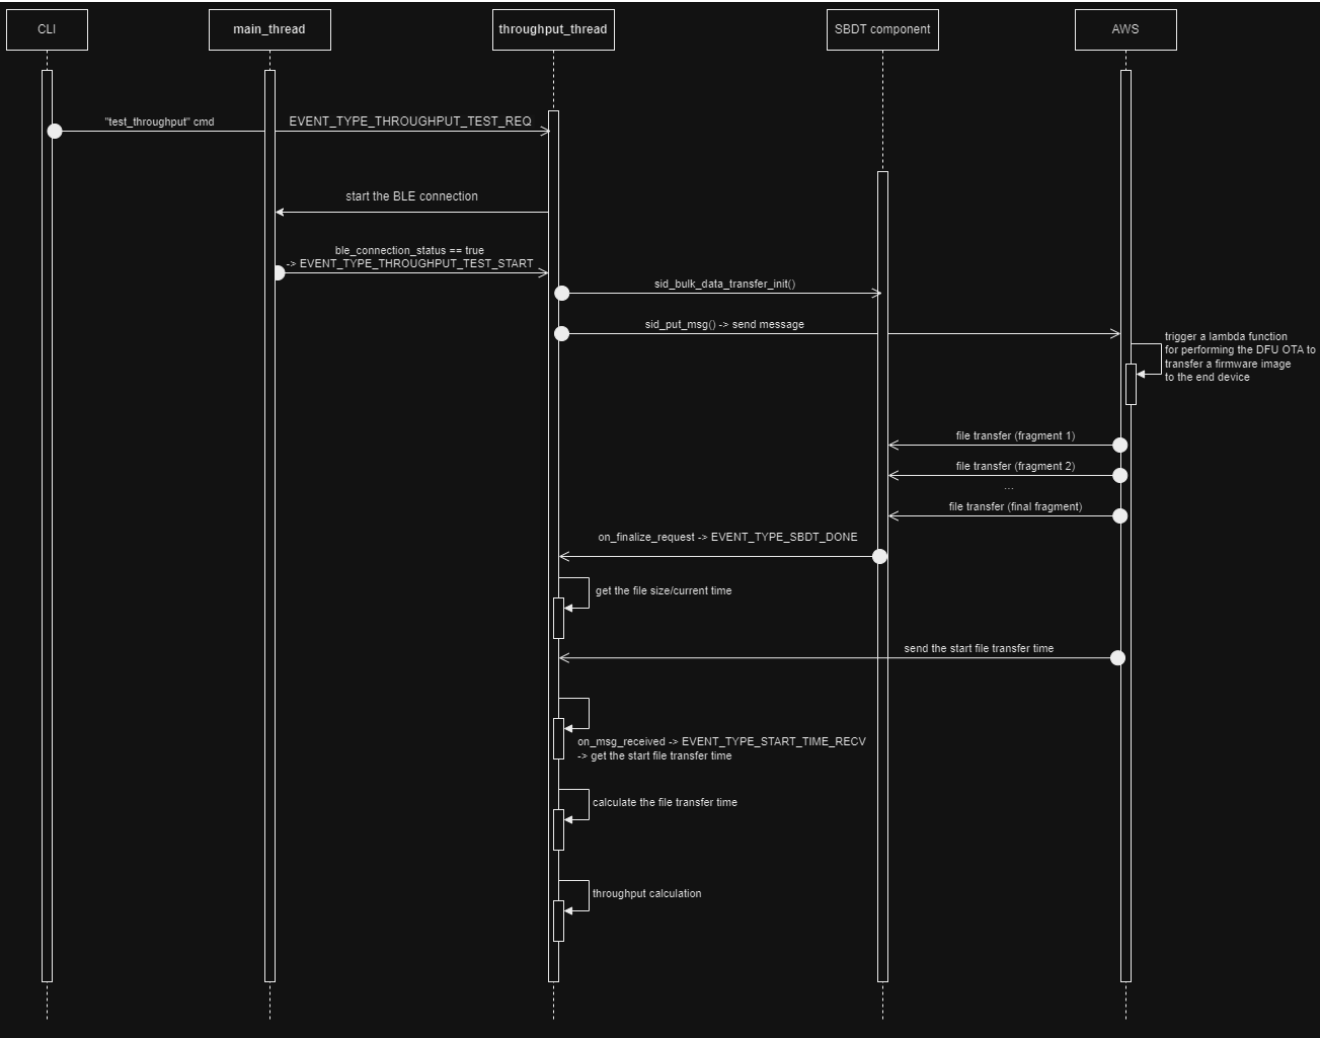 CLI
main_thread
throughput_thread
SBDT component
AWS
"test_throughput" cmd
EVENT_TYPE_THROUGHPUT_TEST_REQ
start the BLE connection
ble_connection_status == true
-> EVENT_TYPE_THROUGHPUT_TEST_START
sid_bulk_data_transfer_init()
sid_put_msg() -> send message
trigger a lambda function
for performing the DFU OTA to
transfer a firmware image
to the end device
file transfer (fragment 1)
file transfer (fragment 2)
...
file transfer (final fragment)
on_finalize_request -> EVENT_TYPE_SBDT_DONE
get the file size/current time
send the start file transfer time
on_msg_received -> EVENT_TYPE_START_TIME_RECV
-> get the start file transfer time
calculate the file transfer time
throughput calculation